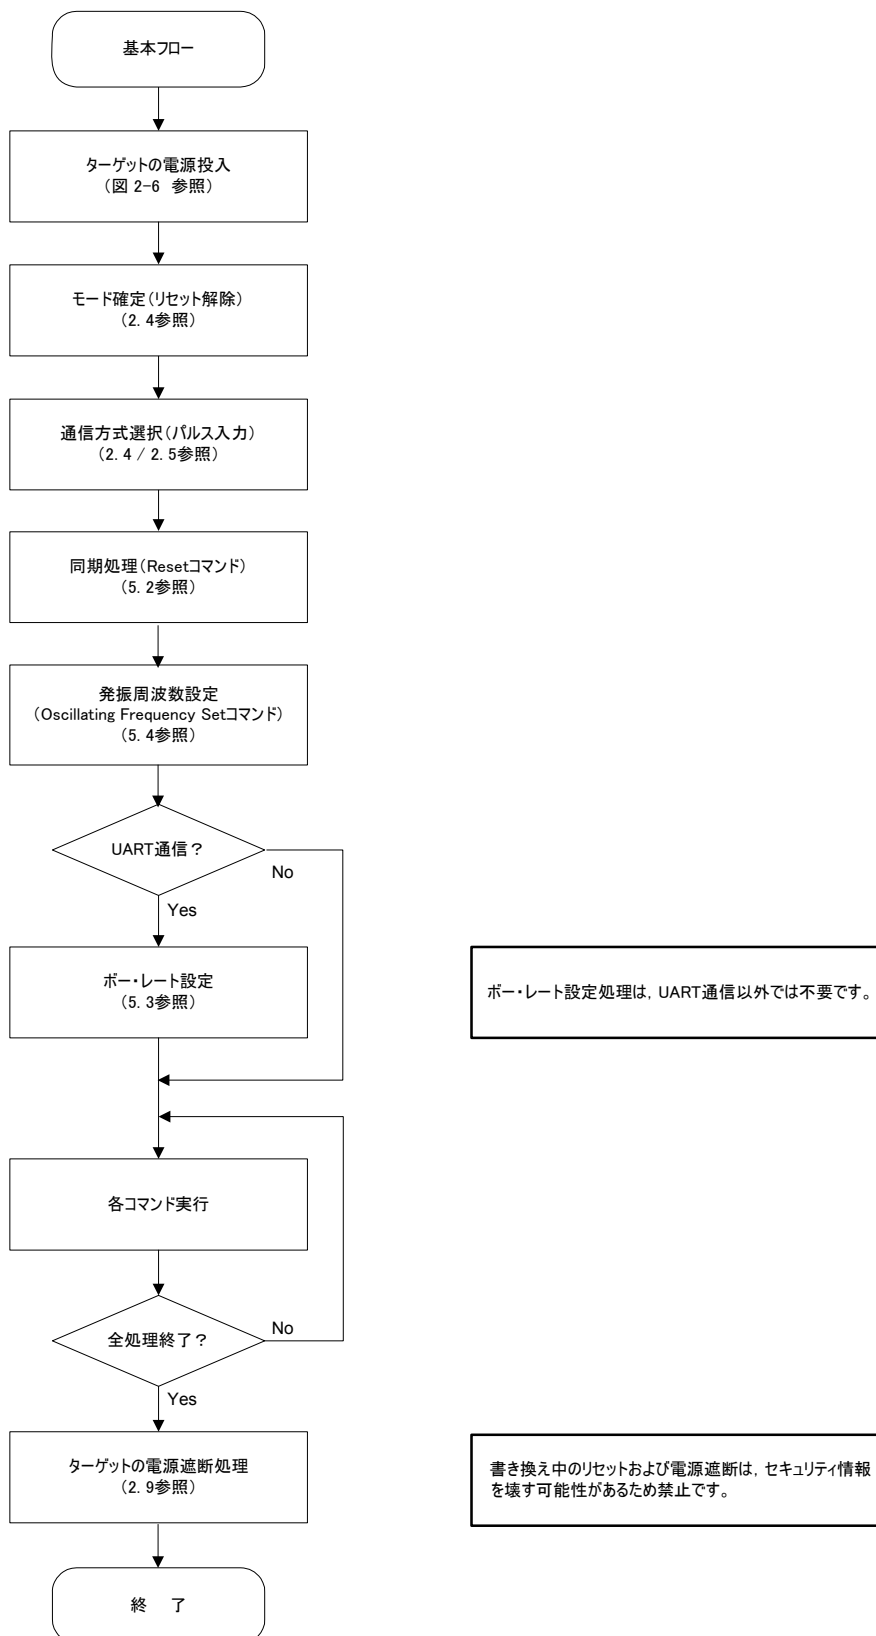 基本フロー
ターゲットの電源投入
（図 2-6 参照）
モード確定（リセット解除）
（2. 4参照）
通信方式選択（パルス入力）
（2. 4 / 2. 5参照）
同期処理（Resetコマンド）
（5. 2参照）
発振周波数設定
（Oscillating Frequency Setコマンド）
（5. 4参照）
UART通信？
No
Yes
ボー・レート設定
（5. 3参照）
ボー・レート設定処理は, UART通信以外では不要です。
各コマンド実行
全処理終了？
No
Yes
ターゲットの電源遮断処理
（2. 9参照）
書き換え中のリセットおよび電源遮断は, セキュリティ情報
を壊す可能性があるため禁止です。
終 了